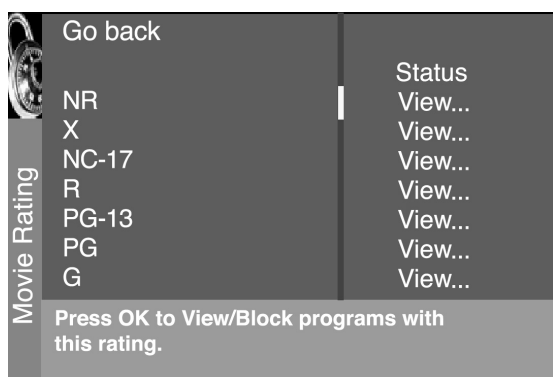 Go back
Status
NR View...
X View...
NC-17 View...
R View...
PG-13 View...
PG View...
G View...
Movie Rating
Press OK to View/Block programs with
this rating.